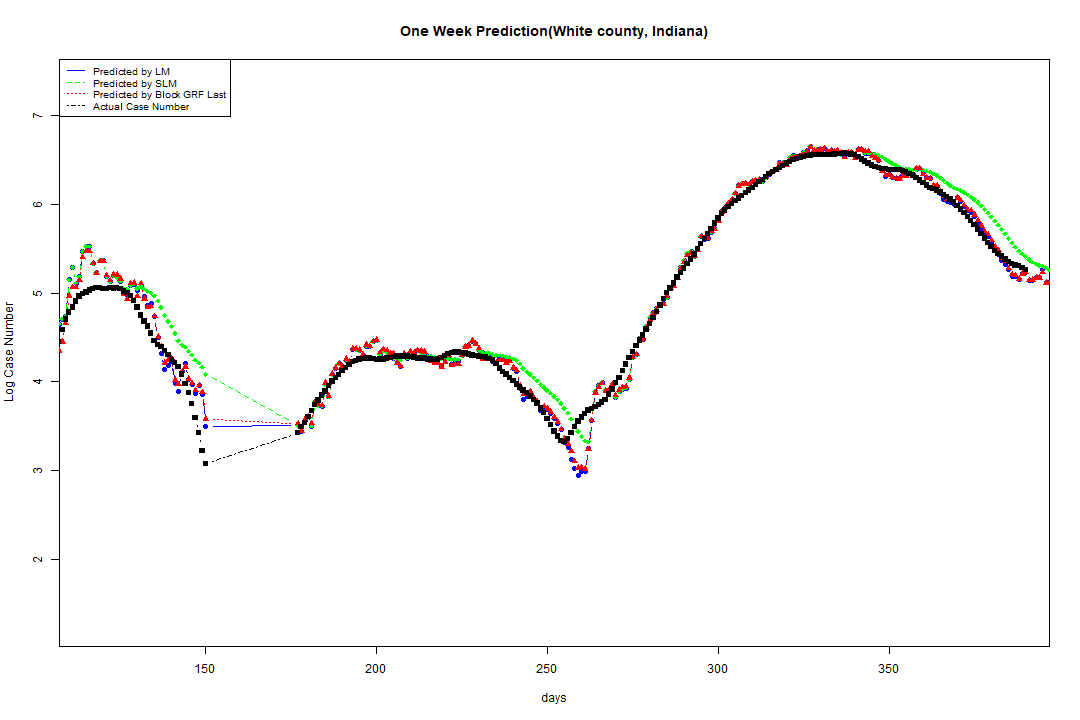 One Week Prediction(White county, Indiana)
Predicted by LM
Predicted by SLM
Predicted by Block GRF Last
Actual Case Number
Log Case Number
7
6
5
4
3
2
150 200 250 300 350
days